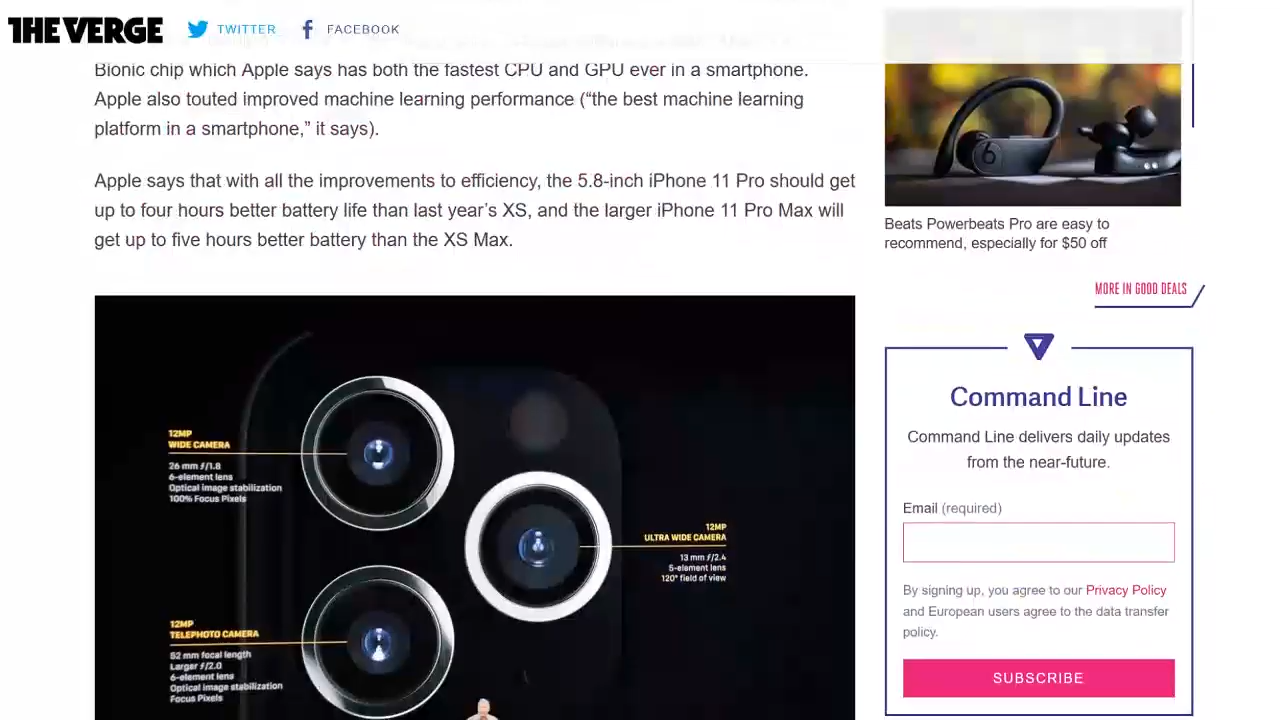 THE VERGE
TWITTER
FACEBOOK
Bionic chip which Apple says has both the fastest CPU and GPU ever in a smartphone.
Apple also touted improved machine learning performance (“the best machine learning
platform in a smartphone,” it says).
Apple says that with all the improvements to efficiency, the 5.8-inch iPhone 11 Pro should get
up to four hours better battery life than last year’s XS, and the larger iPhone 11 Pro Max will
get up to five hours better battery than the XS Max.
12MP
WIDE CAMERA
26 mm ƒ/1.8
6-element lens
Optical image stabilization
100% Focus Pixels
12MP
ULTRA WIDE CAMERA
13 mm ƒ/2.4
5-element lens
120° field of view
12MP
TELEPHOTO CAMERA
52 mm focal length
Larger ƒ/2.0
6-element lens
Optical image stabilization
Focus Pixels
Beats Powerbeats Pro are easy to
recommend, especially for $50 off
MORE IN GOOD DEALS
Command Line
Command Line delivers daily updates
from the near-future.
Email (required)
By signing up, you agree to our Privacy Policy
and European users agree to the data transfer
policy.
SUBSCRIBE